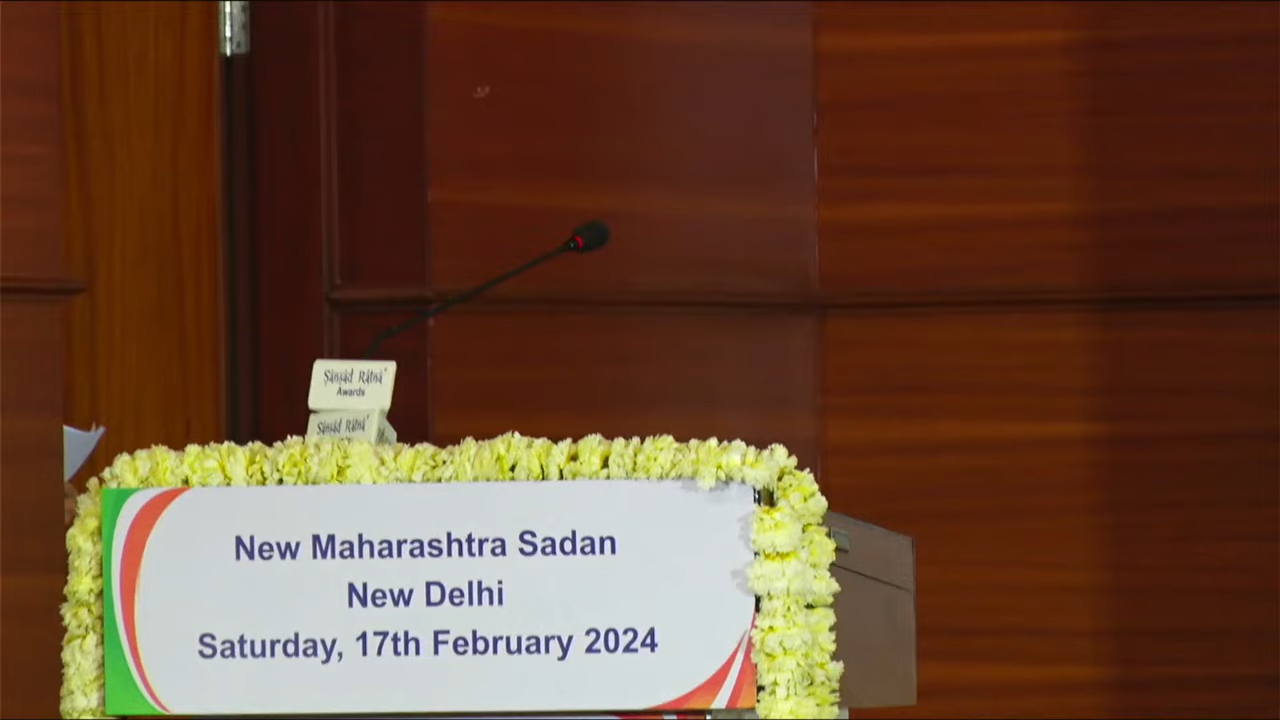 Sansad Ratna
Awards
Sansad Ratna
New Maharashtra Sadan
New Delhi
Saturday, 17th February 2024